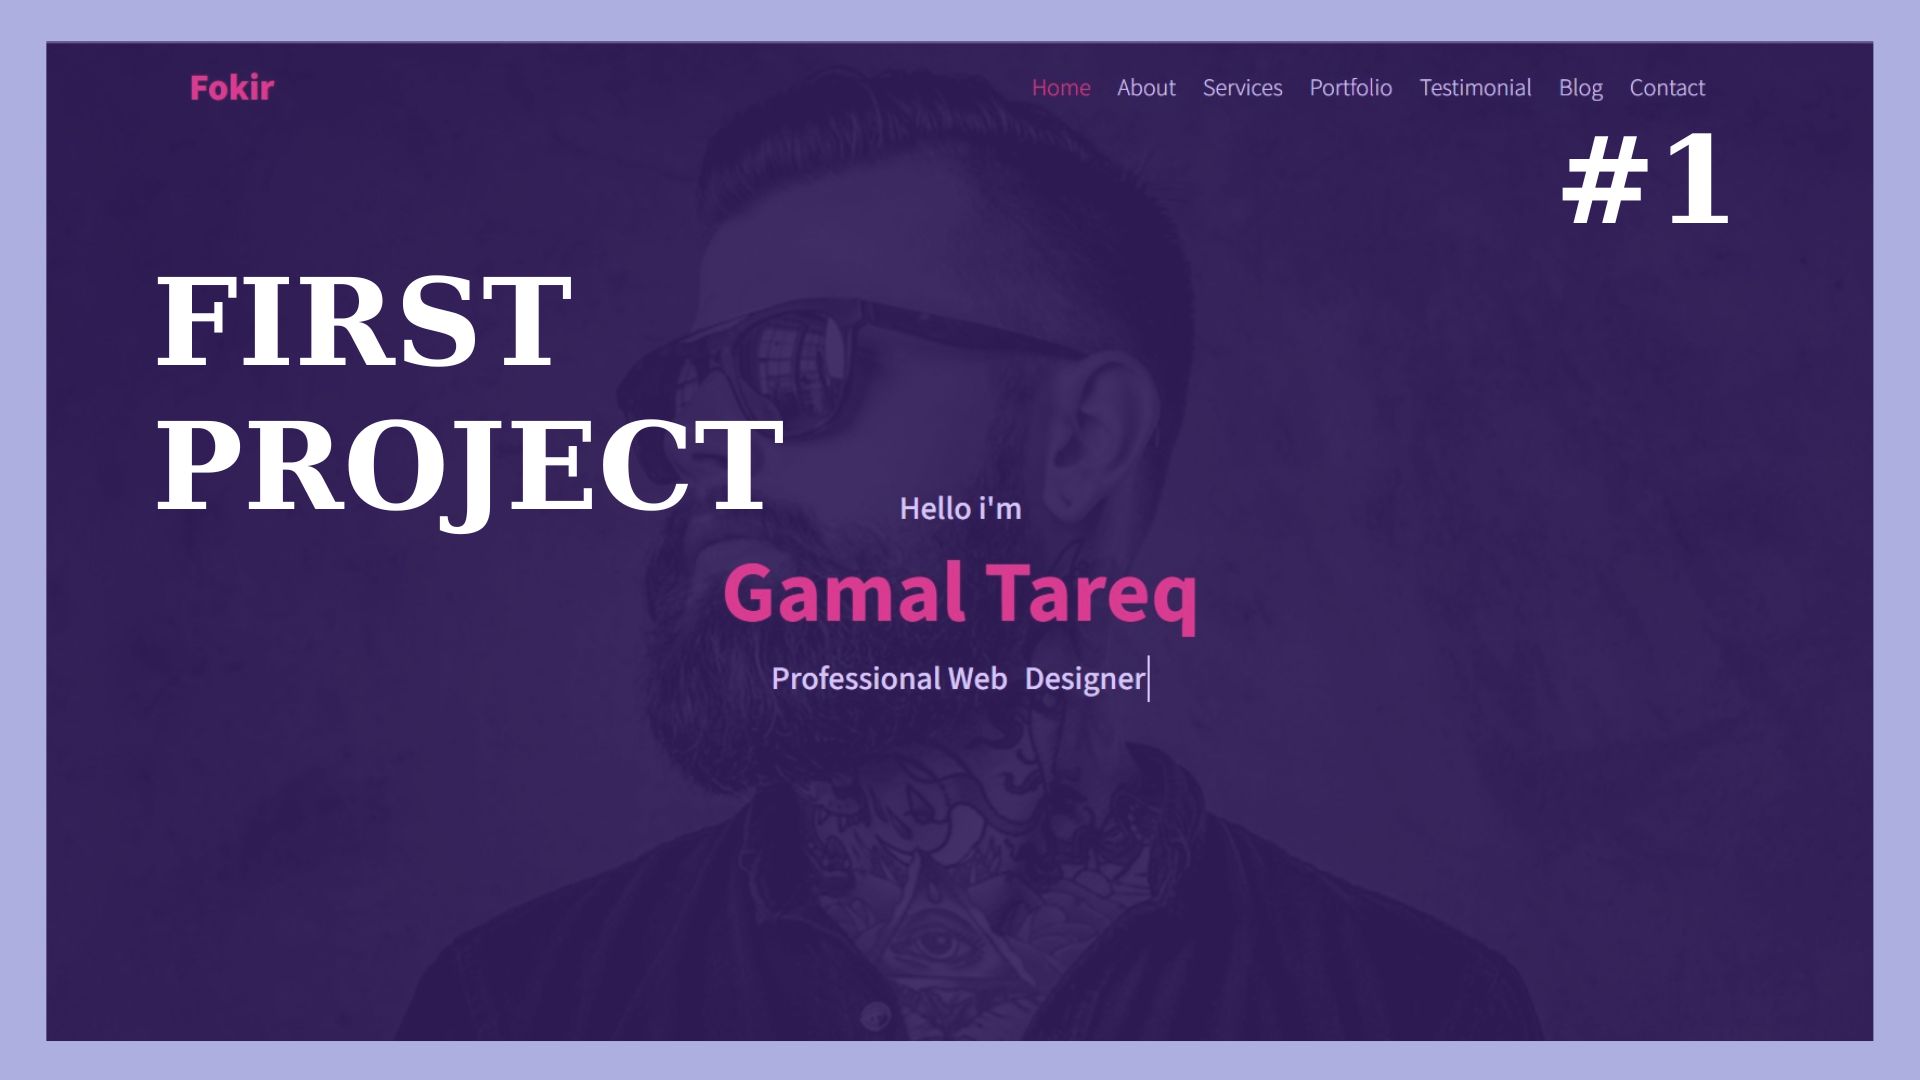 Fokir
Home About Services Portfolio Testimonial Blog Contact
#1
FIRST
PROJECT
Hello i'm
Gamal Tareq
Professional Web  Designer